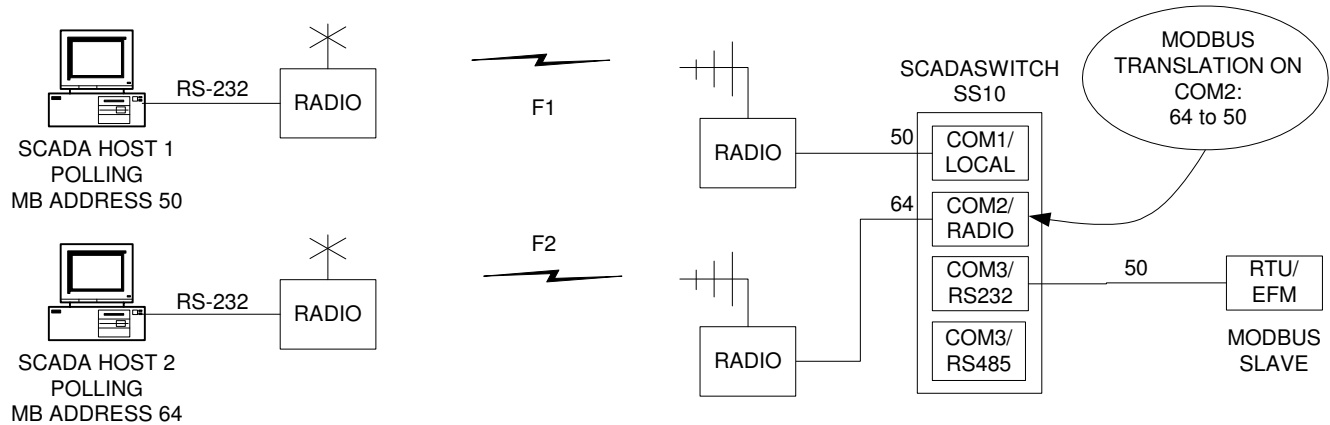 RS-232
RADIO
SCADA HOST 1
POLLING
MB ADDRESS 50
F1
RADIO
50
SCADASWITCH
SS10
COM1/
LOCAL
MODBUS
TRANSLATION ON
COM2:
64 to 50
64
COM2/
RADIO
RS-232
RADIO
SCADA HOST 2
POLLING
MB ADDRESS 64
F2
RADIO
COM3/
RS232
50
RTU/
EFM
COM3/
RS485
MODBUS
SLAVE